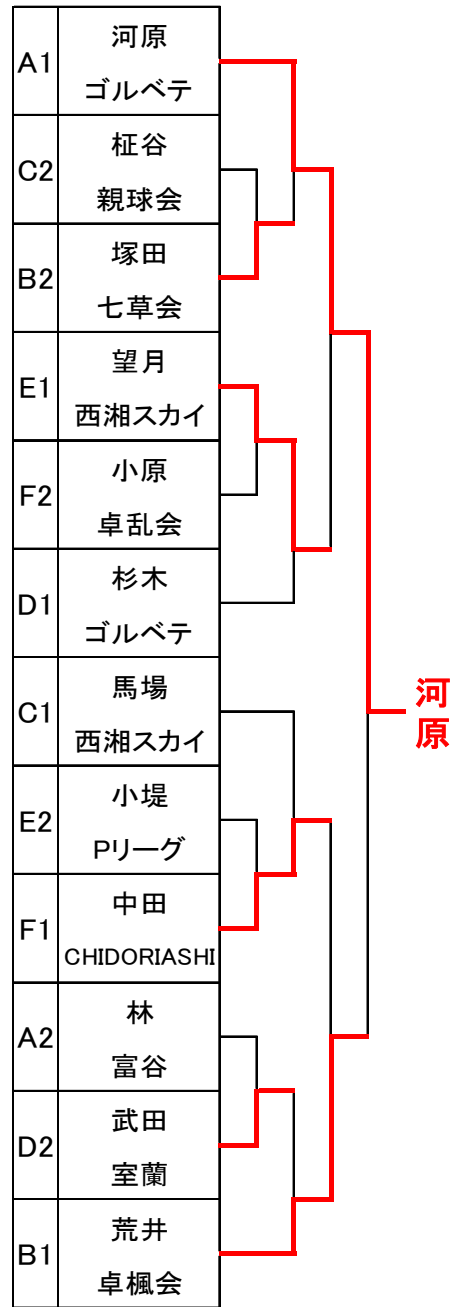 A1
河原
ゴルベテ
C2
柾谷
親球会
B2
塚田
七草会
E1
望月
西湘スカイ
F2
小原
卓乱会
D1
杉木
ゴルベテ
C1
馬場
西湘スカイ
E2
小堤
Pリーグ
F1
中田
CHIDORIASHI
A2
林
富谷
D2
武田
室蘭
B1
荒井
卓楓会
河原